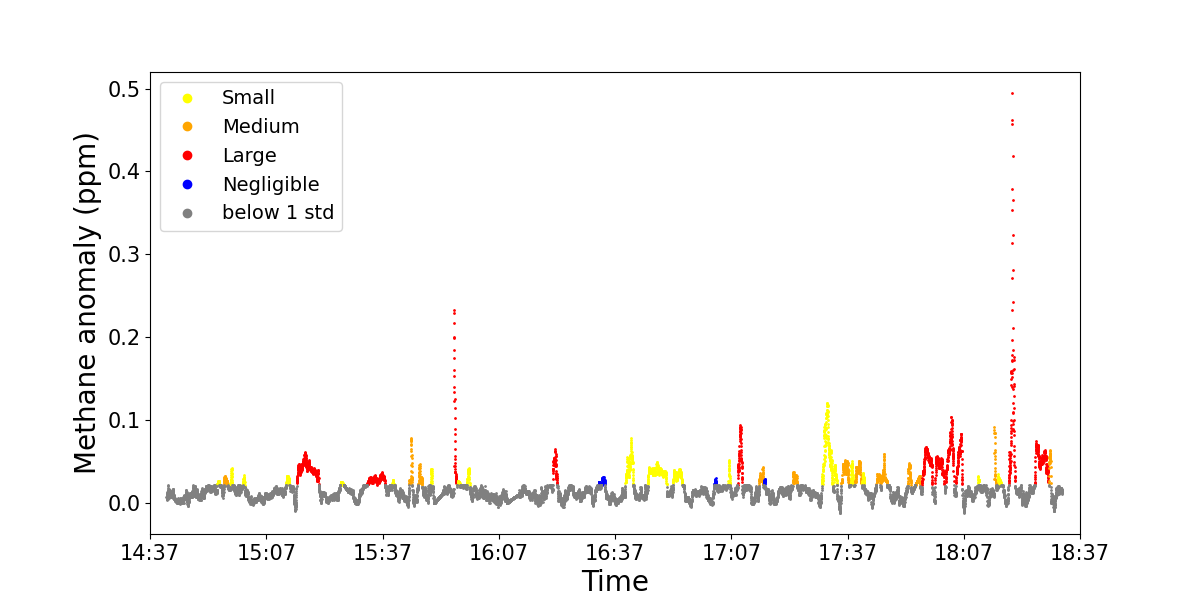 Small
Medium
Large
Negligible
below 1 std
Methane anomaly (ppm)
0.5
0.4
0.3
0.2
0.1
0.0
14:37 15:07 15:37 16:07 16:37 17:07 17:37 18:07 18:37
Time